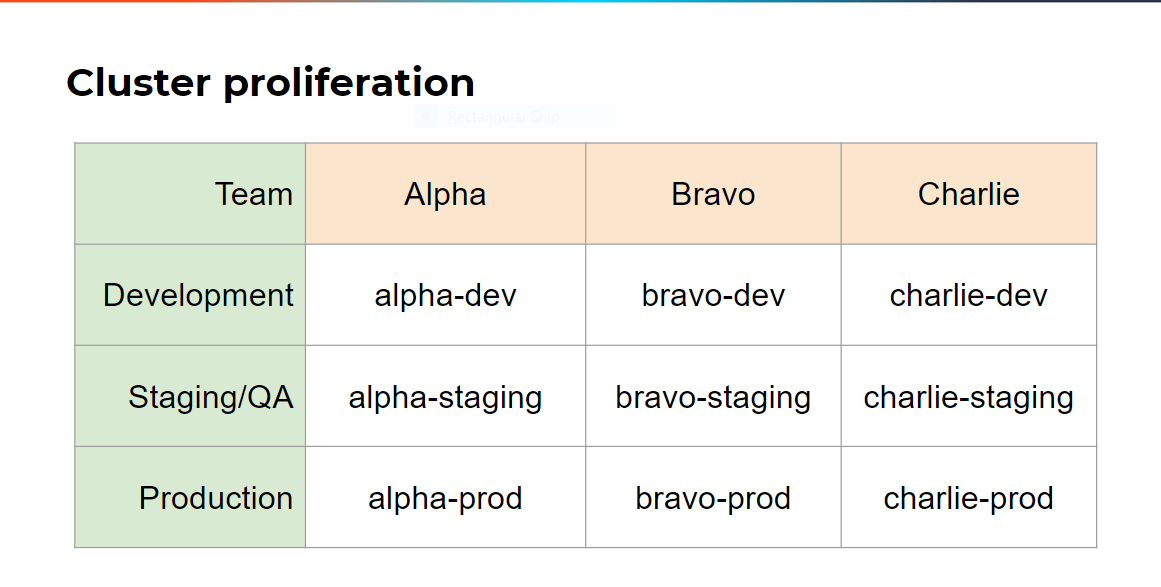 Cluster proliferation
Rectangular Snip
Team Alpha Bravo Charlie
Development alpha-dev bravo-dev charlie-dev
Staging/QA alpha-staging bravo-staging charlie-staging
Production alpha-prod bravo-prod charlie-prod